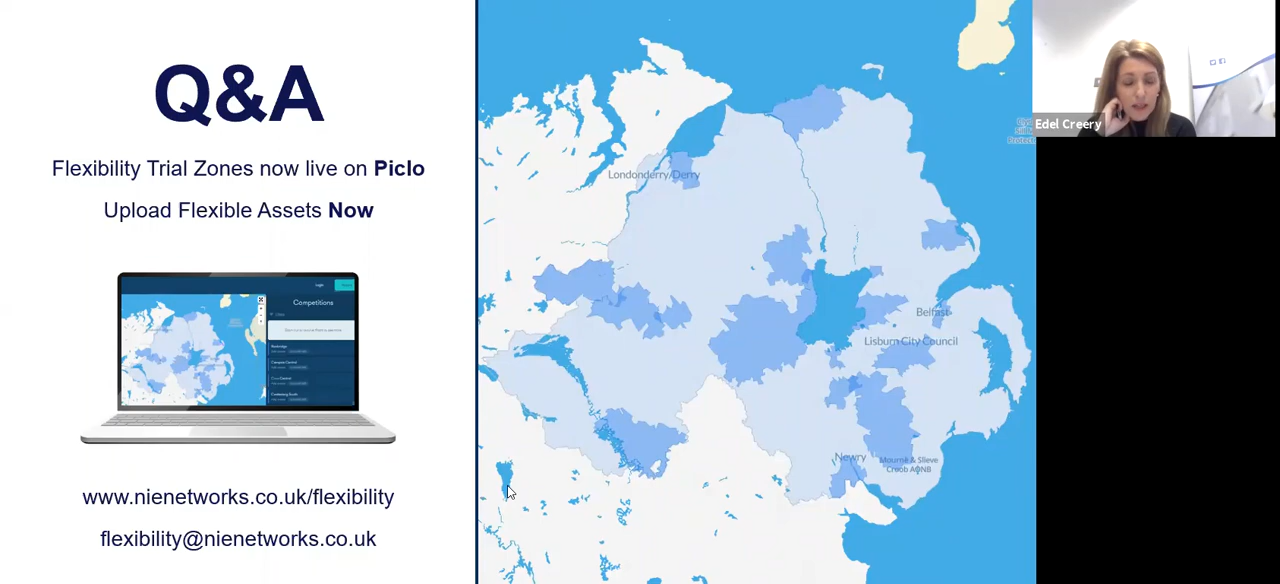 Q&A
Flexibility Trial Zones now live on Piclo
Upload Flexible Assets Now
Competitions
www.nienetworks.co.uk/flexibility
flexibility@nienetworks.co.uk
Londonderry/Derry
Belfast
Lisburn City Council
Newry
Mourne & Slieve
Croob AONB
Edel Creery